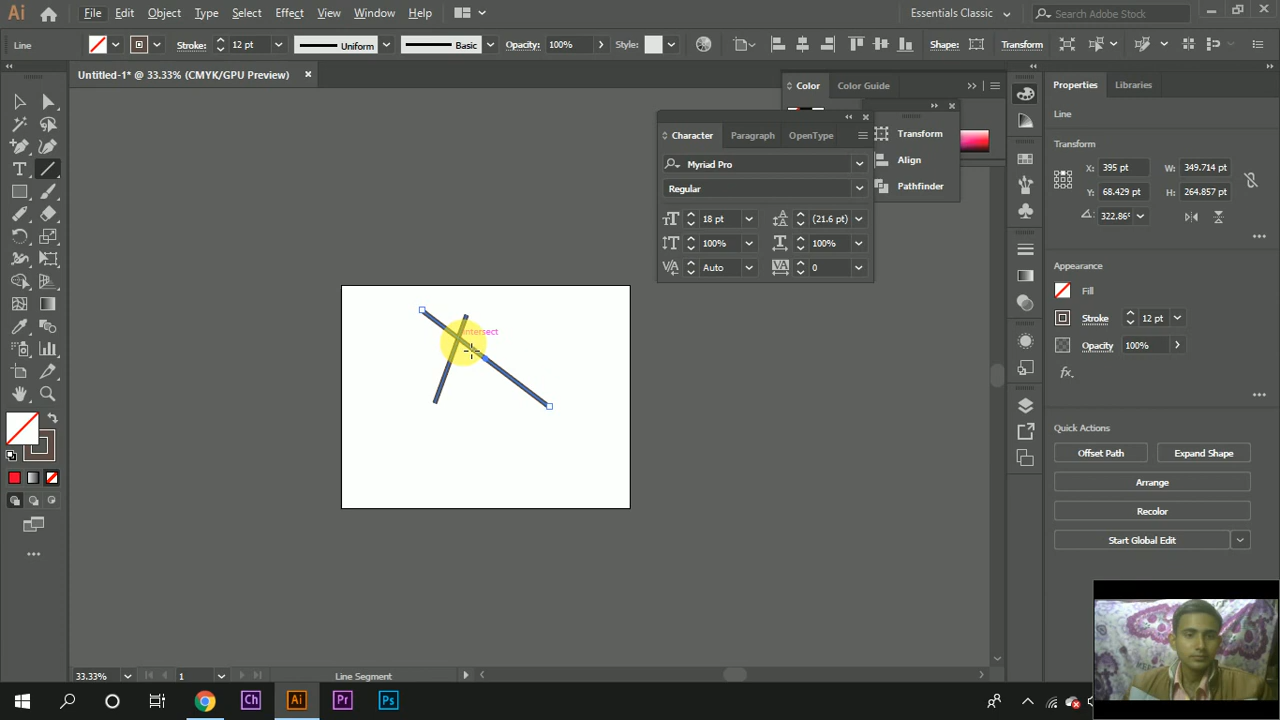 Ai File Edit Object Type Select Effect View Window Help Essentials Classic Search Adobe Stock
Line Stroke: 12 pt Uniform Basic Opacity: 100% Style: Shape: Transform
Untitled-1* @ 33.33% (CMYK/GPU Preview)
Color Color Guide
Properties Libraries
Line
Character Paragraph OpenType
Transform
Align
Pathfinder
Myriad Pro
Regular
18 pt (21.6 pt)
100% 100%
Auto 0
Transform
X: 395 pt W: 349.714 pt
Y: 68.429 pt H: 264.857 pt
322.86°
Appearance
Fill
Stroke 12 pt
Opacity 100%
fx.
Quick Actions
Offset Path Expand Shape
Arrange
Recolor
Start Global Edit
intersect
33.33% 1 Line Segment
Ch Ai Pr Ps